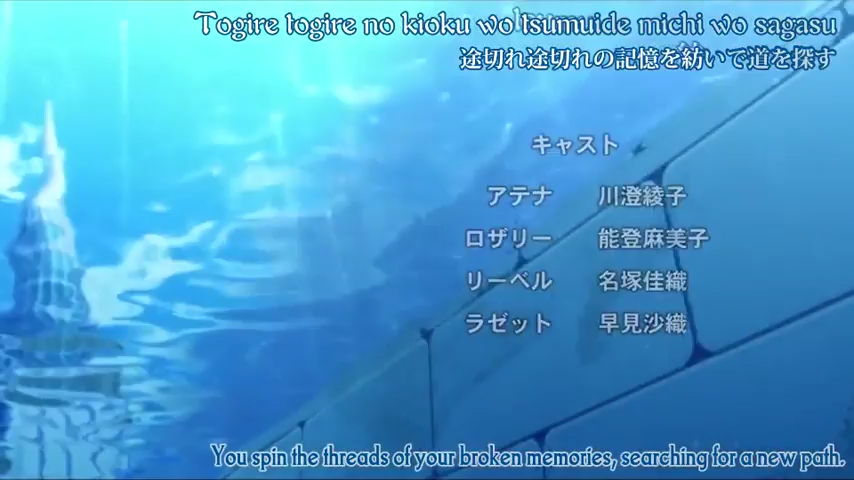 Togire togire no kioku wo tsumuide michi wo sagasu
途切れ途切れの記憶を紡いで道を探す
キャスト
アテナ 川澄綾子
ロザリー 能登麻美子
リーベル 名塚佳織
ラゼット 早見沙織
You spin the threads of your broken memories, searching for a new path.